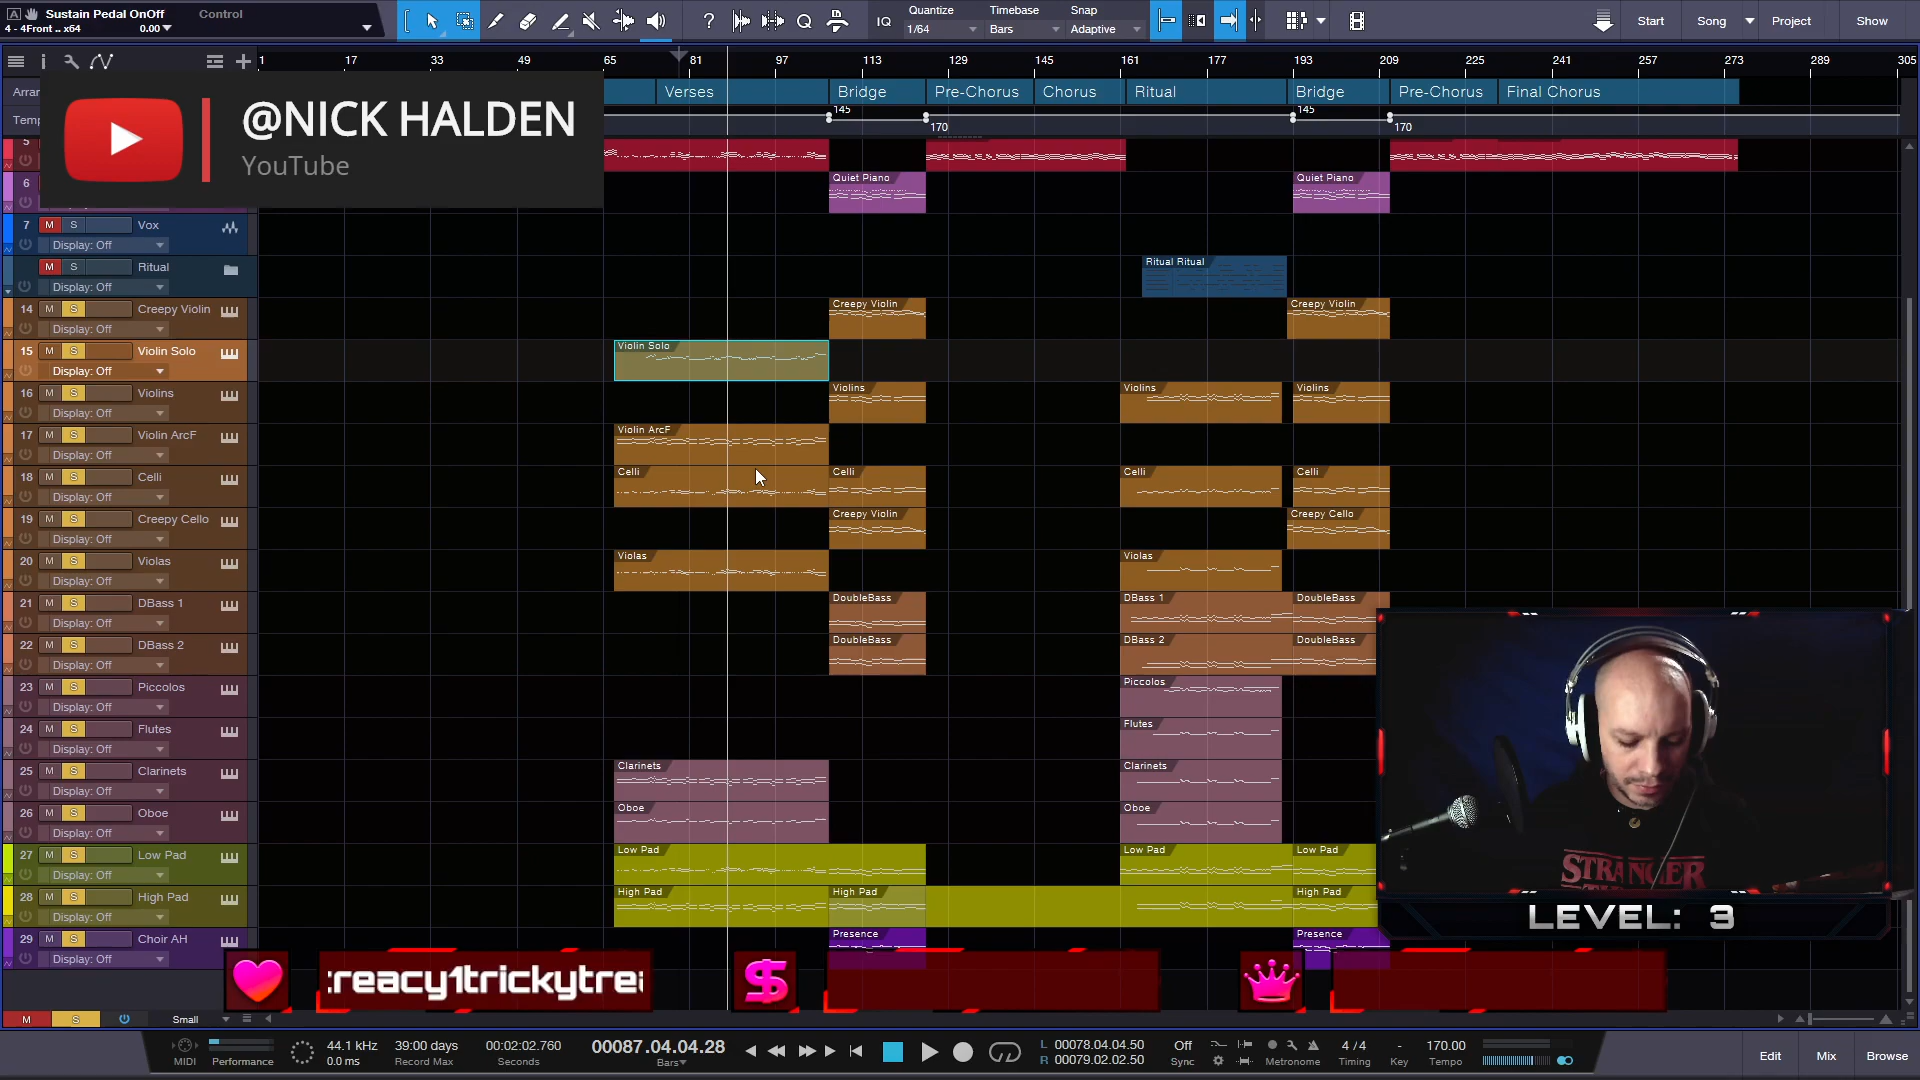 Sustain Pedal OnOff
Control
4 - 4Front .. x64
0.00
IQ
Quantize
1/64
Timebase
Bars
Snap
Adaptive
Start
Song
Project
Show
1 17 33 49 65 81 97 113 129 145 161 177 193 209 225 241 257 273 289 305
Arran
Verses
Bridge
Pre-Chorus
Chorus
Ritual
Bridge
Pre-Chorus
Final Chorus
Temp
145
170
145
170
@NICK HALDEN
YouTube
5
6
Quiet Piano
Quiet Piano
7 M S Vox
Display: Off
M S Ritual
Display: Off
Ritual Ritual
14 M S Creepy Violin
Display: Off
Creepy Violin
Creepy Violin
15 M S Violin Solo
Display: Off
Violin Solo
16 M S Violins
Display: Off
Violins
Violins
Violins
17 M S Violin ArcF
Display: Off
Violin ArcF
18 M S Celli
Display: Off
Celli
Celli
Celli
Celli
19 M S Creepy Cello
Display: Off
Creepy Violin
Creepy Cello
20 M S Violas
Display: Off
Violas
Violas
21 M S DBass 1
Display: Off
DoubleBass
DBass 1
DoubleBass
22 M S DBass 2
Display: Off
DoubleBass
DBass 2
DoubleBass
23 M S Piccolos
Display: Off
Piccolos
24 M S Flutes
Display: Off
Flutes
25 M S Clarinets
Display: Off
Clarinets
Clarinets
26 M S Oboe
Display: Off
Oboe
Oboe
27 M S Low Pad
Display: Off
Low Pad
Low Pad
Low Pad
28 M S High Pad
Display: Off
High Pad
High Pad
High Pad
29 M S Choir AH
Display: Off
Presence
Presence
STRANGER
LEVEL: 3
reacy1trickytre
$
M S
Small
MIDI
Performance
44.1 kHz
0.0 ms
39:00 days
Record Max
00:02:02.760
Seconds
00087.04.04.28
Bars
L 00078.04.04.50
R 00079.02.02.50
Off
Sync
Metronome
4 / 4
Timing
-
Key
170.00
Tempo
Edit
Mix
Browse